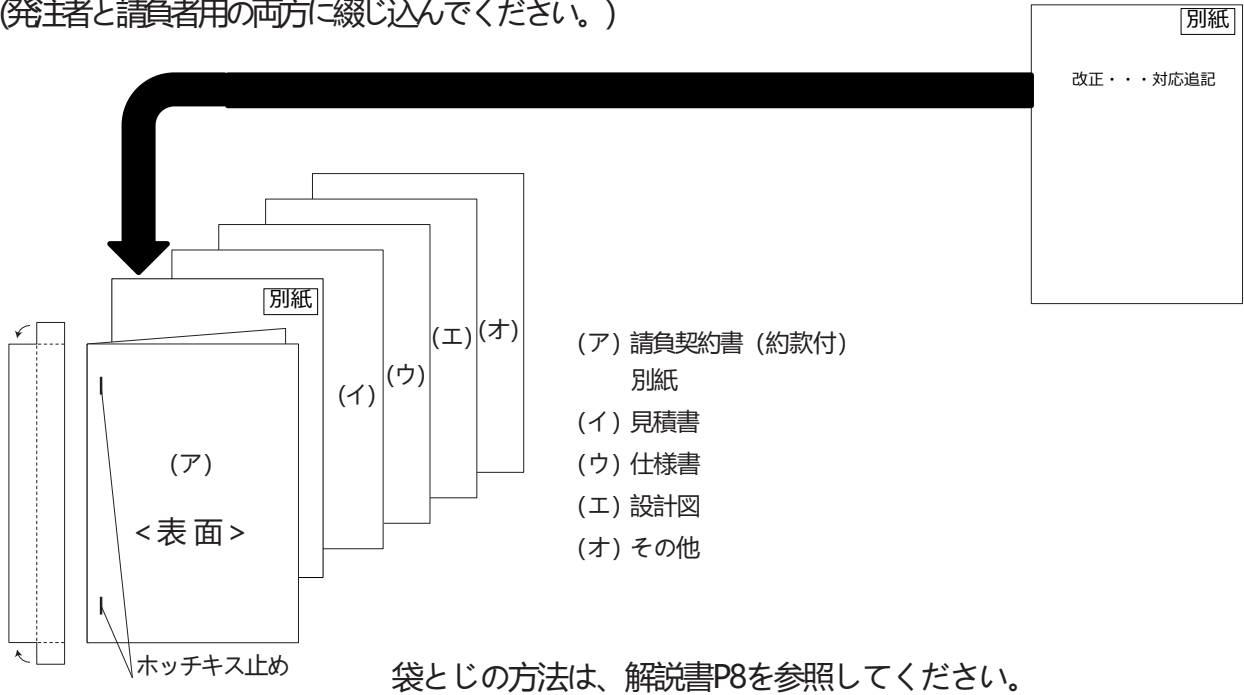 (発注者と請負者用の両方に綴じ込んでください。)
別紙
改正・・・対応追記
別紙
(オ)
(エ)
(ウ)
(イ)
(ア)
<表面>
ホッチキス止め
(ア) 請負契約書 (約款付)
別紙
(イ) 見積書
(ウ) 仕様書
(エ) 設計図
(オ) その他
袋とじの方法は、解説書P8を参照してください。